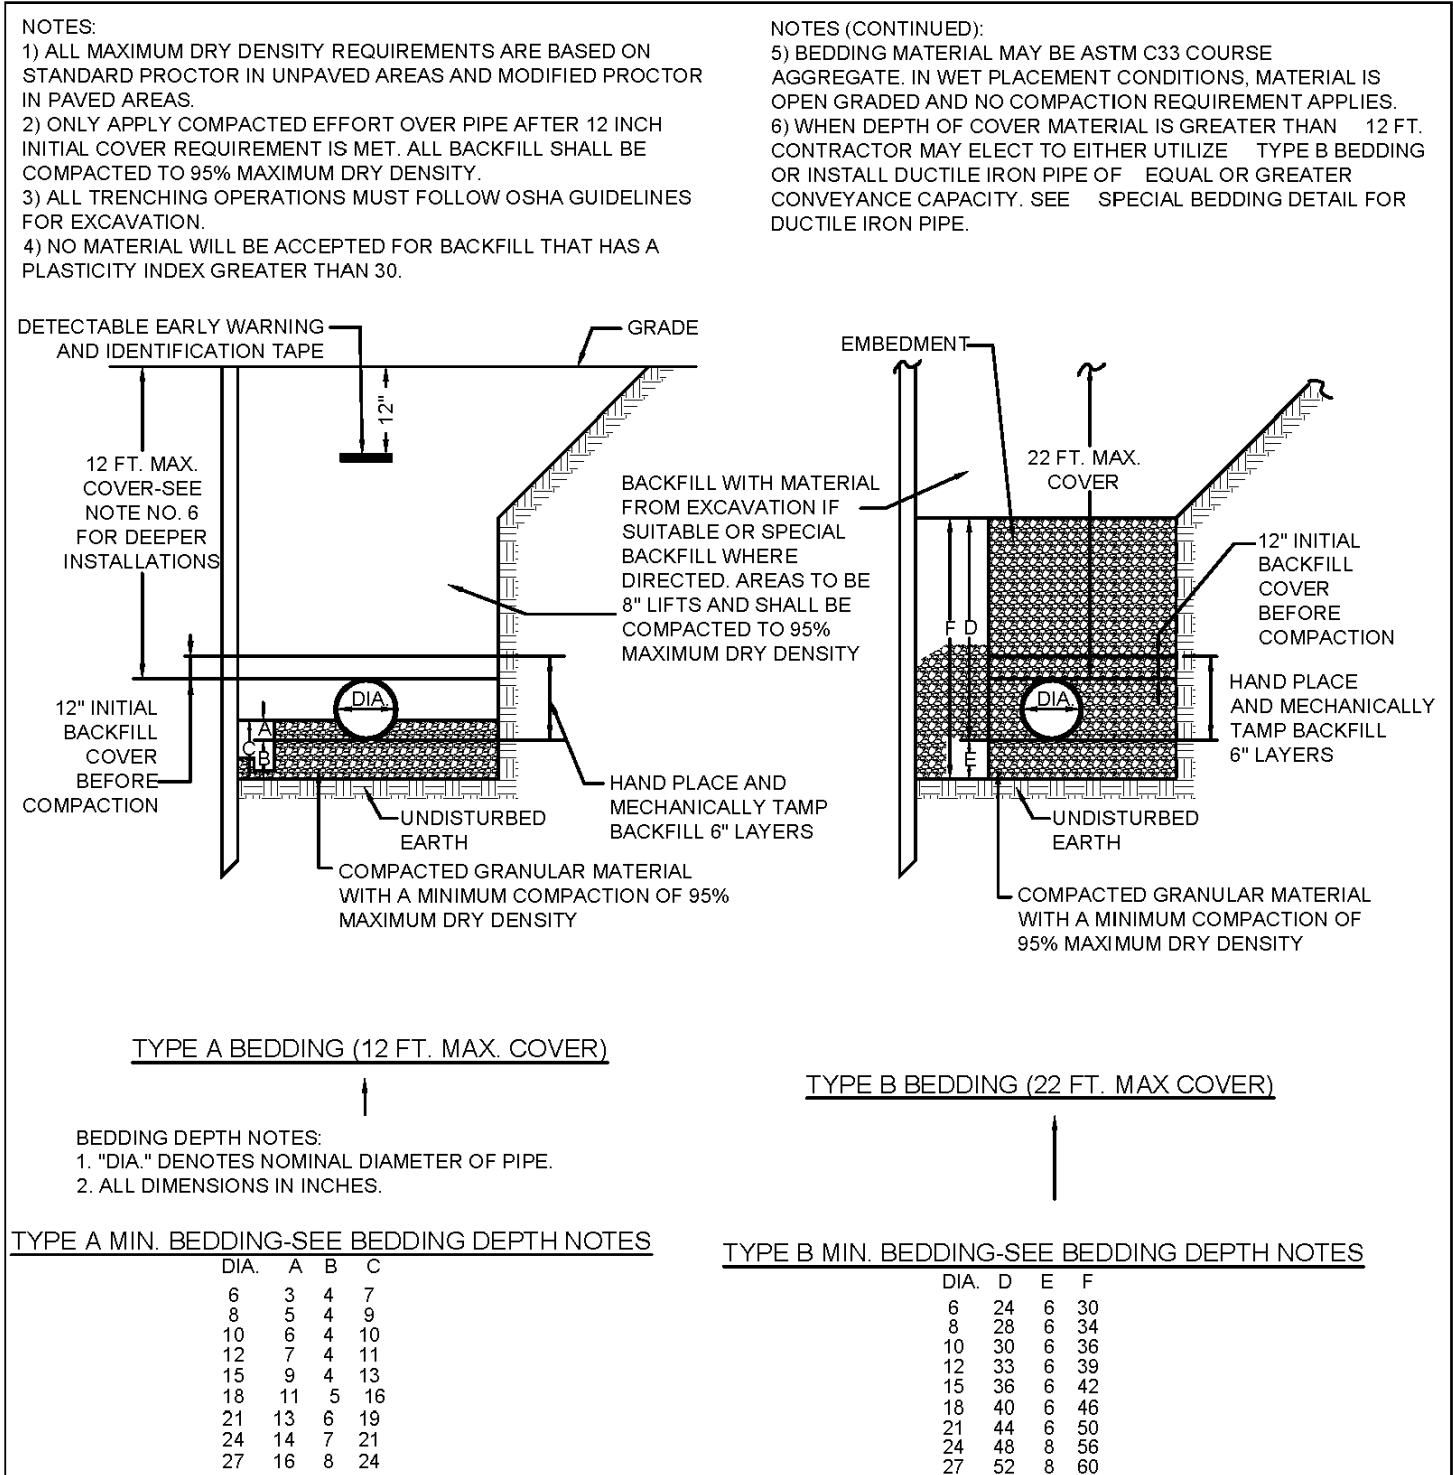 NOTES:
1) ALL MAXIMUM DRY DENSITY REQUIREMENTS ARE BASED ON
STANDARD PROCTOR IN UNPAVED AREAS AND MODIFIED PROCTOR
IN PAVED AREAS.
2) ONLY APPLY COMPACTED EFFORT OVER PIPE AFTER 12 INCH
INITIAL COVER REQUIREMENT IS MET. ALL BACKFILL SHALL BE
COMPACTED TO 95% MAXIMUM DRY DENSITY.
3) ALL TRENCHING OPERATIONS MUST FOLLOW OSHA GUIDELINES
FOR EXCAVATION.
4) NO MATERIAL WILL BE ACCEPTED FOR BACKFILL THAT HAS A
PLASTICITY INDEX GREATER THAN 30.
NOTES (CONTINUED):
5) BEDDING MATERIAL MAY BE ASTM C33 COURSE
AGGREGATE. IN WET PLACEMENT CONDITIONS, MATERIAL IS
OPEN GRADED AND NO COMPACTION REQUIREMENT APPLIES.
6) WHEN DEPTH OF COVER MATERIAL IS GREATER THAN 12 FT.
CONTRACTOR MAY ELECT TO EITHER UTILIZE TYPE B BEDDING
OR INSTALL DUCTILE IRON PIPE OF EQUAL OR GREATER
CONVEYANCE CAPACITY. SEE SPECIAL BEDDING DETAIL FOR
DUCTILE IRON PIPE.
DETECTABLE EARLY WARNING
AND IDENTIFICATION TAPE
GRADE
12"
12 FT. MAX.
COVER-SEE
NOTE NO. 6
FOR DEEPER
INSTALLATIONS
BACKFILL WITH MATERIAL
FROM EXCAVATION IF
SUITABLE OR SPECIAL
BACKFILL WHERE
DIRECTED. AREAS TO BE
8" LIFTS AND SHALL BE
COMPACTED TO 95%
MAXIMUM DRY DENSITY
DIA.
A
C
B
12" INITIAL
BACKFILL
COVER
BEFORE
COMPACTION
HAND PLACE AND
MECHANICALLY TAMP
BACKFILL 6" LAYERS
UNDISTURBED
EARTH
COMPACTED GRANULAR MATERIAL
WITH A MINIMUM COMPACTION OF 95%
MAXIMUM DRY DENSITY
EMBEDMENT
22 FT. MAX.
COVER
12" INITIAL
BACKFILL
COVER
BEFORE
COMPACTION
F D
DIA.
E
HAND PLACE
AND MECHANICALLY
TAMP BACKFILL
6" LAYERS
UNDISTURBED
EARTH
COMPACTED GRANULAR MATERIAL
WITH A MINIMUM COMPACTION OF
95% MAXIMUM DRY DENSITY
TYPE A BEDDING (12 FT. MAX. COVER)
TYPE B BEDDING (22 FT. MAX COVER)
BEDDING DEPTH NOTES:
1. "DIA." DENOTES NOMINAL DIAMETER OF PIPE.
2. ALL DIMENSIONS IN INCHES.
TYPE A MIN. BEDDING-SEE BEDDING DEPTH NOTES
DIA. A B C
6 3 4 7
8 5 4 9
10 6 4 10
12 7 4 11
15 9 4 13
18 11 5 16
21 13 6 19
24 14 7 21
27 16 8 24
TYPE B MIN. BEDDING-SEE BEDDING DEPTH NOTES
DIA. D E F
6 24 6 30
8 28 6 34
10 30 6 36
12 33 6 39
15 36 6 42
18 40 6 46
21 44 6 50
24 48 8 56
27 52 8 60